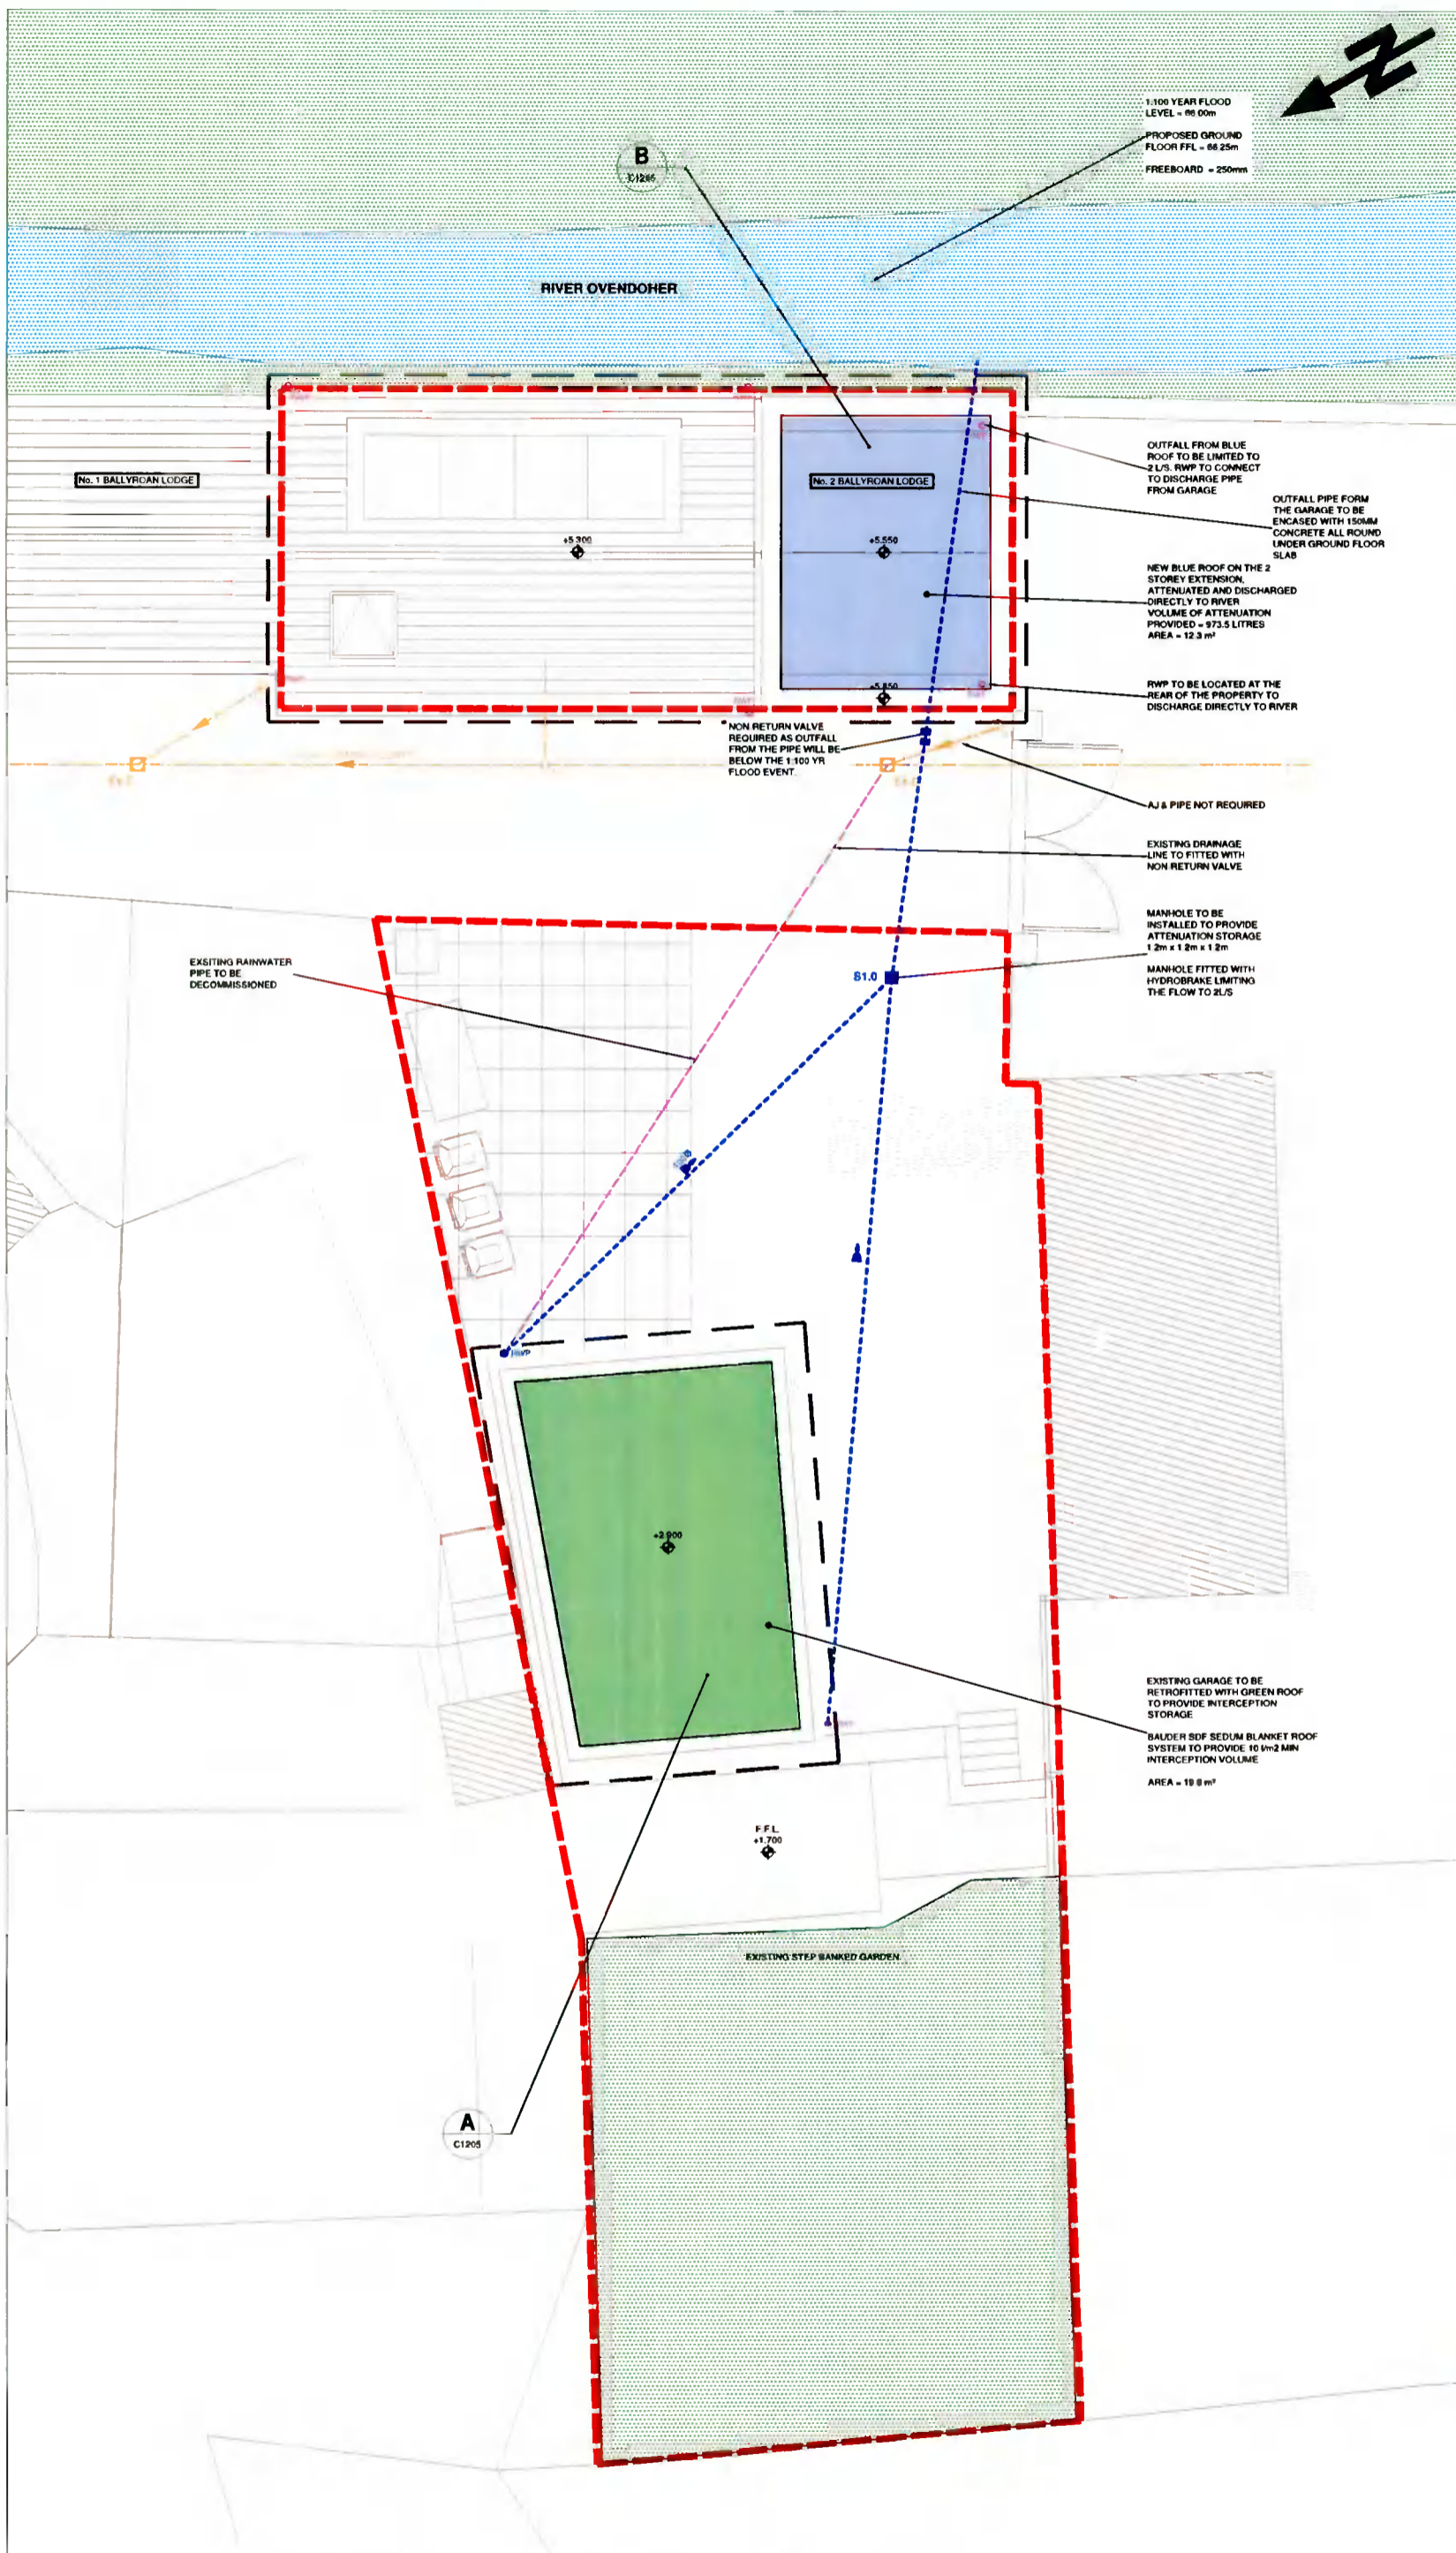 N
1:100 YEAR FLOOD
LEVEL = 66.00m
PROPOSED GROUND
FLOOR FFL = 66.25m
FREEBOARD = 250mm
B
C1205
RIVER OVENDOHER
No. 1 BALLYROAN LODGE
No. 2 BALLYROAN LODGE
+5.300
+5.550
+5.850
OUTFALL FROM BLUE
ROOF TO BE LIMITED TO
2 L/S. RWP TO CONNECT
TO DISCHARGE PIPE
FROM GARAGE
OUTFALL PIPE FORM
THE GARAGE TO BE
ENCASED WITH 150MM
CONCRETE ALL ROUND
UNDER GROUND FLOOR
SLAB
NEW BLUE ROOF ON THE 2
STOREY EXTENSION,
ATTENUATED AND DISCHARGED
DIRECTLY TO RIVER
VOLUME OF ATTENUATION
PROVIDED = 973.5 LITRES
AREA = 12.3 m²
RWP TO BE LOCATED AT THE
REAR OF THE PROPERTY TO
DISCHARGE DIRECTLY TO RIVER
NON RETURN VALVE
REQUIRED AS OUTFALL
FROM THE PIPE WILL BE
BELOW THE 1:100 YR
FLOOD EVENT.
AJ & PIPE NOT REQUIRED
EXISTING DRAINAGE
LINE TO FITTED WITH
NON RETURN VALVE
MANHOLE TO BE
INSTALLED TO PROVIDE
ATTENUATION STORAGE
1.2m x 1.2m x 1.2m
MANHOLE FITTED WITH
HYDROBRAKE LIMITING
THE FLOW TO 2L/S
EXSITING RAINWATER
PIPE TO BE
DECOMMISSIONED
S1.0
RWP
+2.900
EXISTING GARAGE TO BE
RETROFITTED WITH GREEN ROOF
TO PROVIDE INTERCEPTION
STORAGE
BAUDER SDF SEDUM BLANKET ROOF
SYSTEM TO PROVIDE 10 l/m2 MIN
INTERCEPTION VOLUME
F.F.L
+1.700
EXISTING STEP BANKED GARDEN
A
C1205